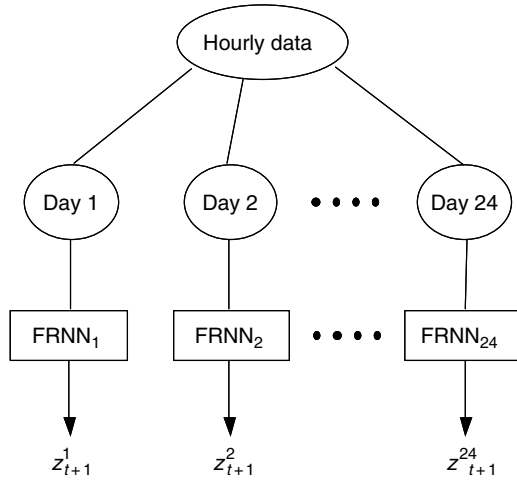 Hourly data
Day 1 Day 2 Day 24
FRNN₁ FRNN₂ FRNN₂₄
z¹ₜ₊₁ z²ₜ₊₁ z²⁴ₜ₊₁